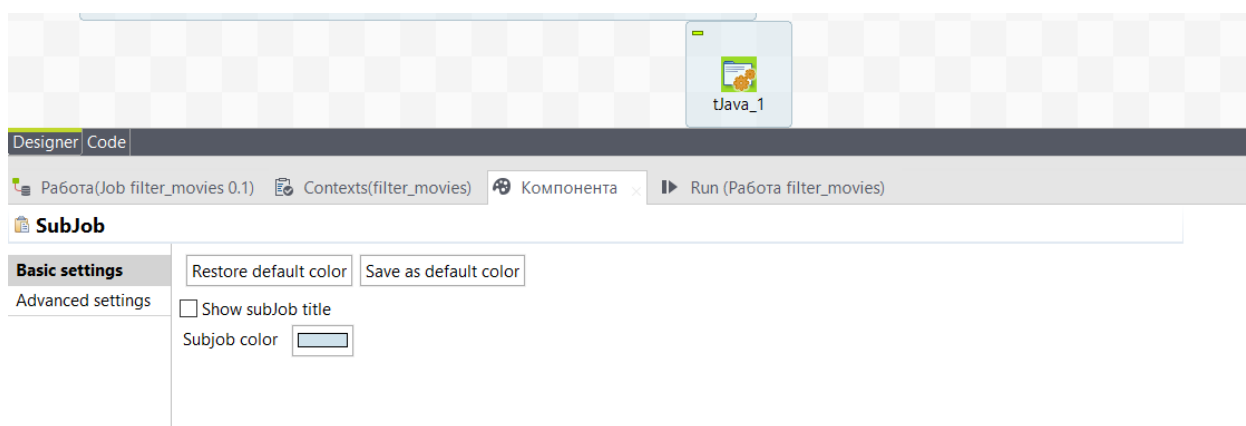 tJava_1
Designer Code
Работа(Job filter_movies 0.1) Contexts(filter_movies) Компонента Run (Работа filter_movies)
SubJob
Basic settings Restore default color Save as default color
Advanced settings Show subJob title
Subjob color